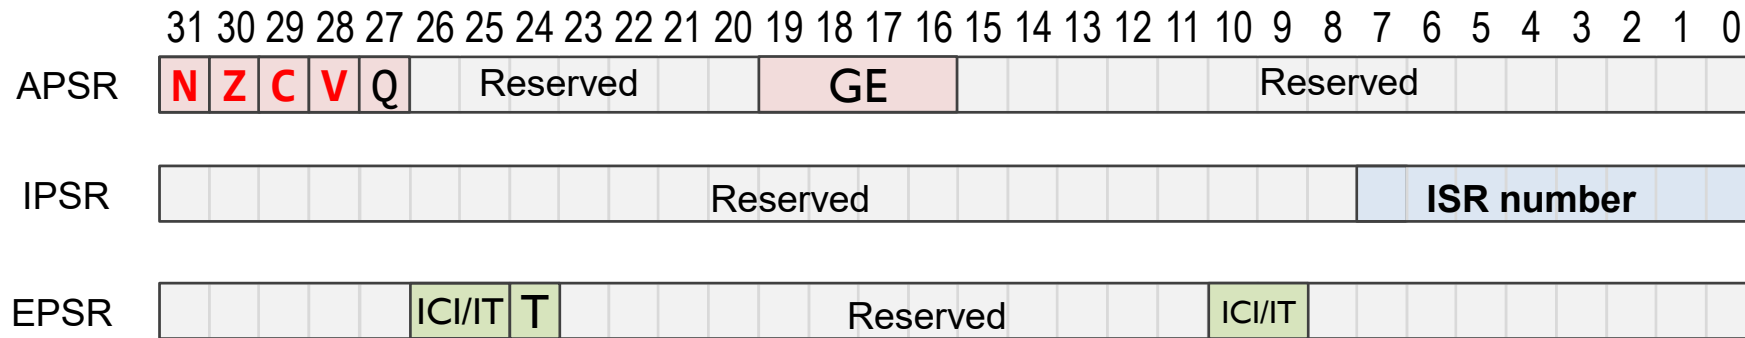 31 30 29 28 27 26 25 24 23 22 21 20 19 18 17 16 15 14 13 12 11 10 9 8 7 6 5 4 3 2 1 0
APSR N Z C V Q Reserved GE Reserved
IPSR Reserved ISR number
EPSR ICI/IT T Reserved ICI/IT